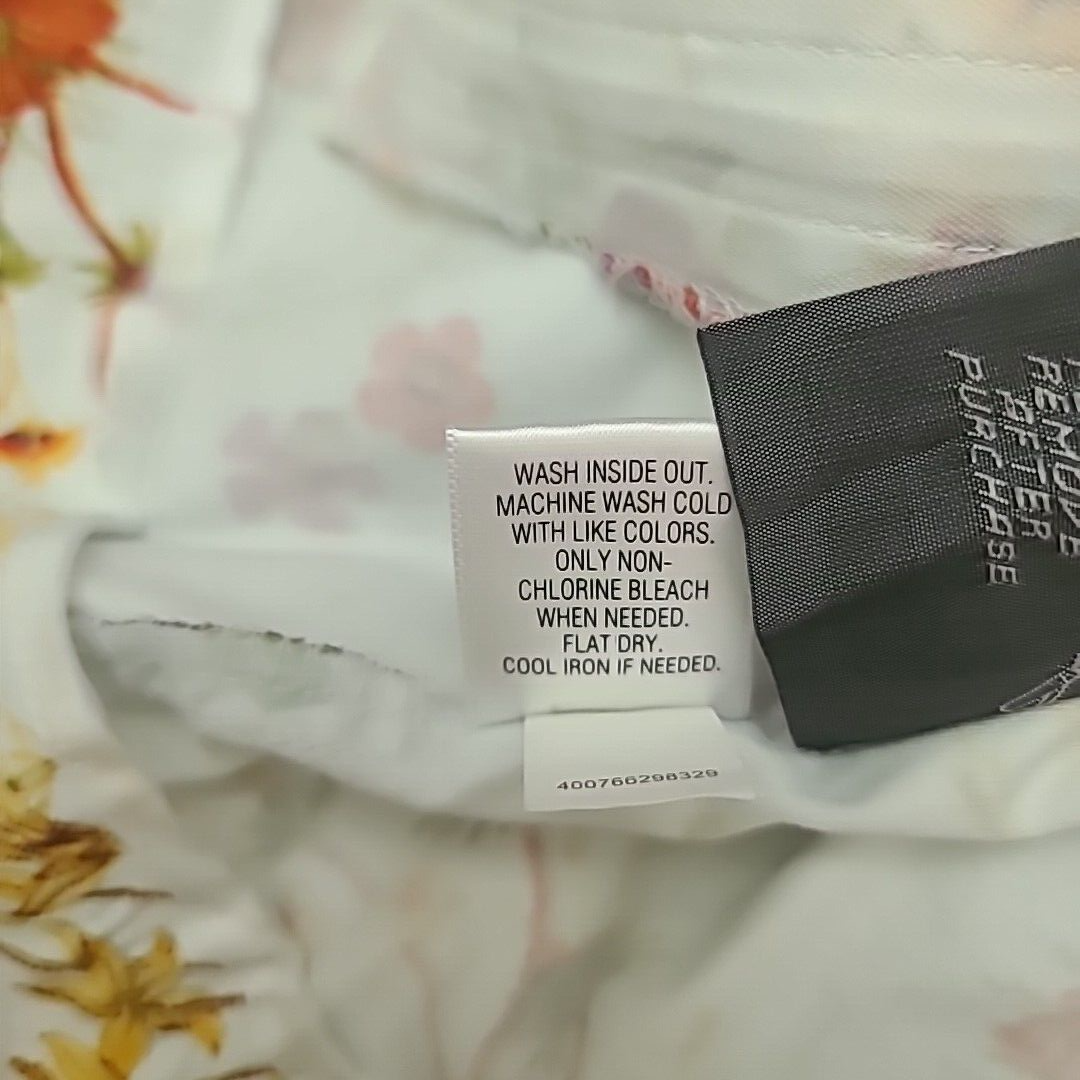 WASH INSIDE OUT.
MACHINE WASH COLD
WITH LIKE COLORS.
ONLY NON-
CHLORINE BLEACH
WHEN NEEDED.
FLAT DRY.
COOL IRON IF NEEDED.
400766298329
REMOVE
AFTER
PURCHASE